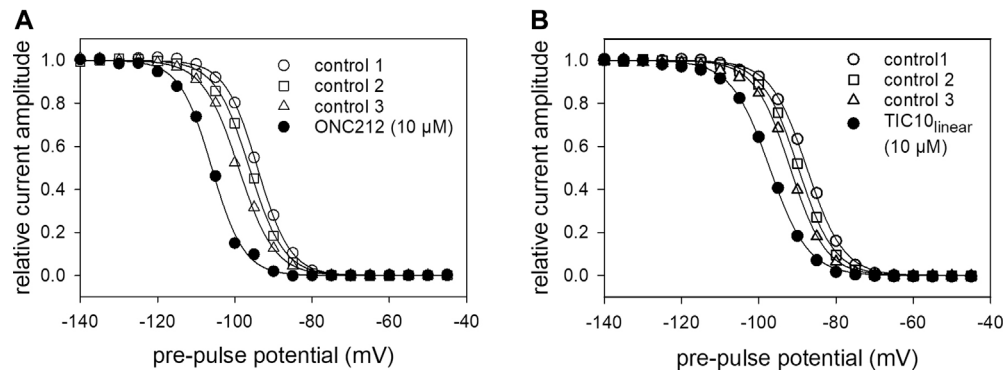 A
relative current amplitude
1.0
0.8
0.6
0.4
0.2
0.0
control 1
control 2
control 3
ONC212 (10 µM)
-140
-120
-100
-80
-60
-40
pre-pulse potential (mV)
B
relative current amplitude
1.0
0.8
0.6
0.4
0.2
0.0
control1
control 2
control 3
TIC10linear
(10 µM)
-140
-120
-100
-80
-60
-40
pre-pulse potential (mV)